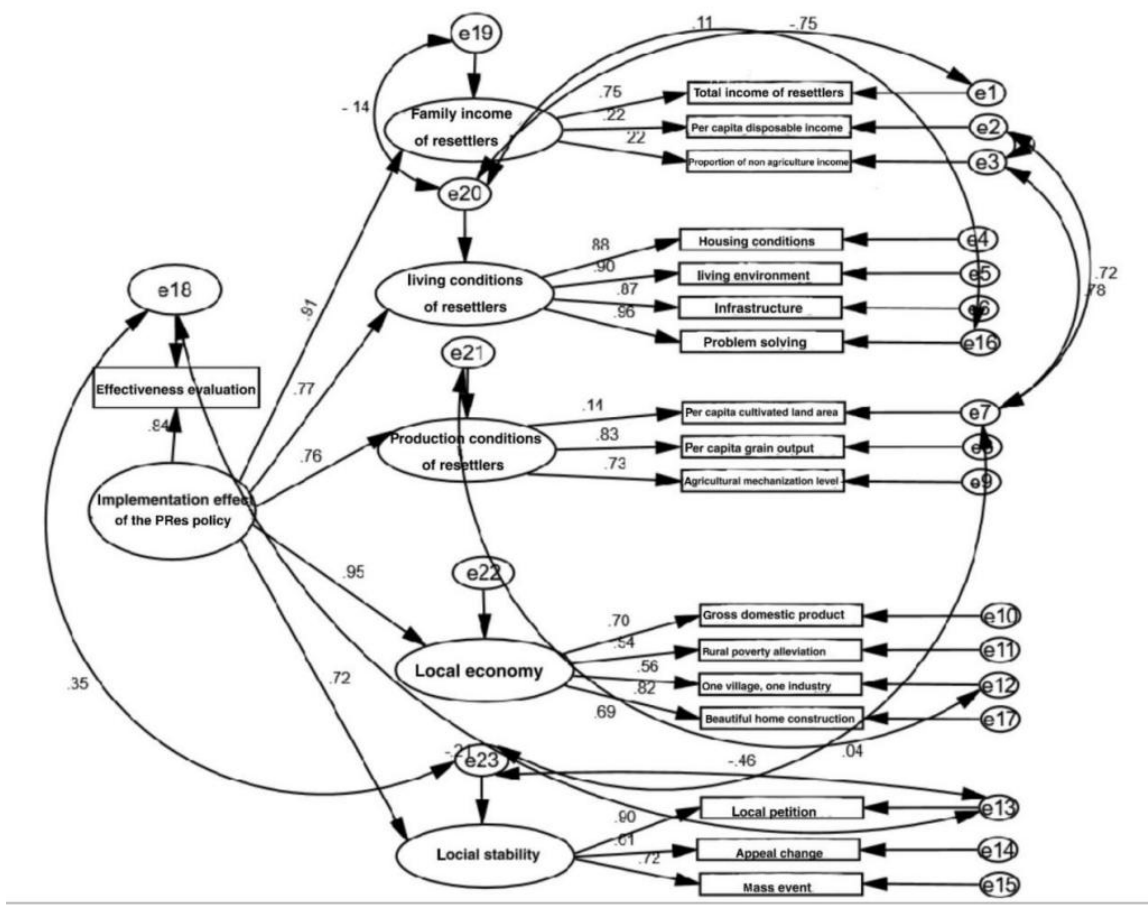 e19
.11
-.75
-.14
Family income
of resettlers
.75
.22
.22
Total income of resettlers
e1
Per capita disposable income
e2
Proportion of non agriculture income
e3
e20
living conditions
of resettlers
.88
.90
.87
.96
Housing conditions
e4
living environment
e5
Infrastructure
e6
Problem solving
e16
.72
.78
e18
Effectiveness evaluation
.84
.91
.77
.76
.95
.72
.35
Implementation effect
of the PRes policy
e21
Production conditions
of resettlers
.11
.83
.73
Per capita cultivated land area
e7
Per capita grain output
e8
Agricultural mechanization level
e9
e22
Local economy
.70
.54
.56
.82
.69
Gross domestic product
e10
Rural poverty alleviation
e11
One village, one industry
e12
Beautiful home construction
e17
.04
-.21
e23
-.46
Locial stability
.90
.61
.72
Local petition
e13
Appeal change
e14
Mass event
e15